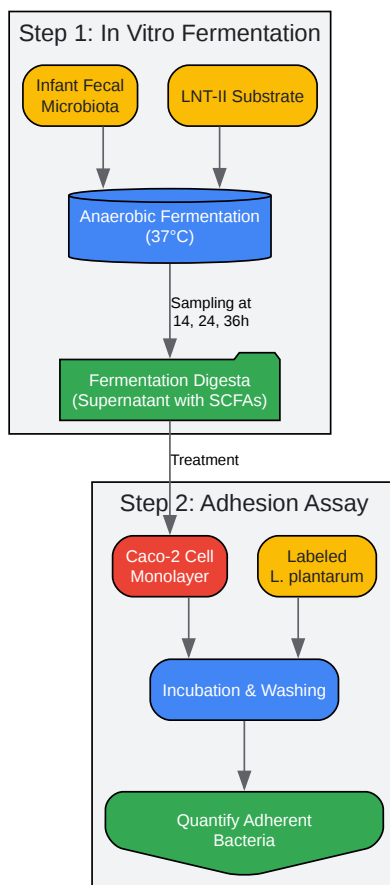 Step 1: In Vitro Fermentation
Infant Fecal
Microbiota
LNT-II Substrate
Anaerobic Fermentation
(37°C)
Sampling at
14, 24, 36h
Fermentation Digesta
(Supernatant with SCFAs)
Treatment
Step 2: Adhesion Assay
Caco-2 Cell
Monolayer
Labeled
L. plantarum
Incubation & Washing
Quantify Adherent
Bacteria